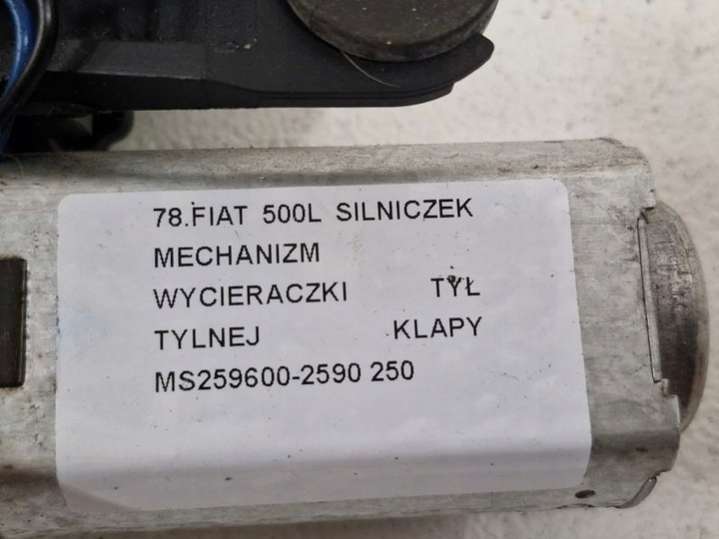 78.FIAT 500L SILNICZEK
MECHANIZM
WYCIERACZKI TYŁ
TYLNEJ KLAPY
MS259600-2590 250